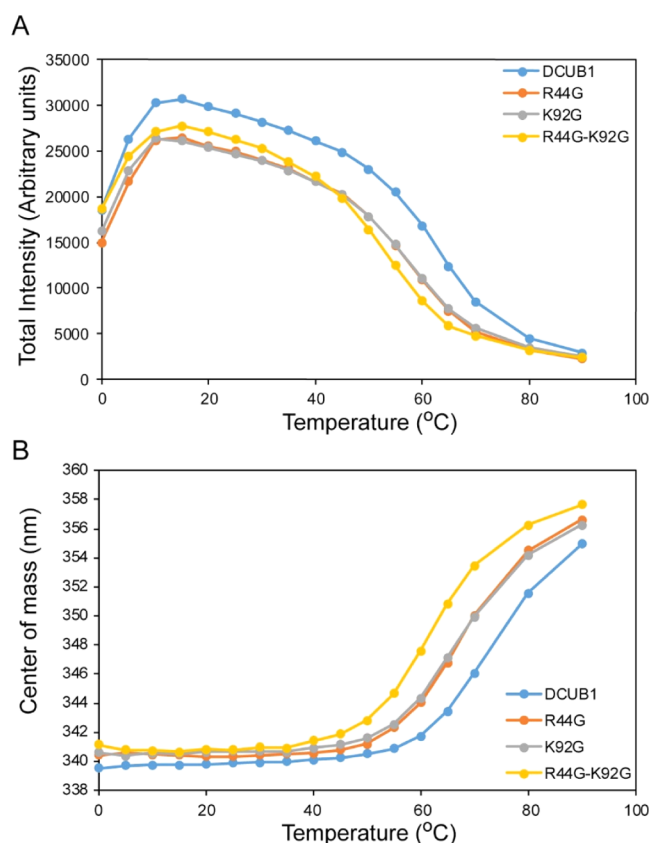 A
Total Intensity (Arbitrary units)
35000
30000
25000
20000
15000
10000
5000
0
0 20 40 60 80 100
Temperature (°C)
DCUB1
R44G
K92G
R44G-K92G
B
Center of mass (nm)
360
358
356
354
352
350
348
346
344
342
340
338
0 20 40 60 80 100
Temperature (°C)
DCUB1
R44G
K92G
R44G-K92G